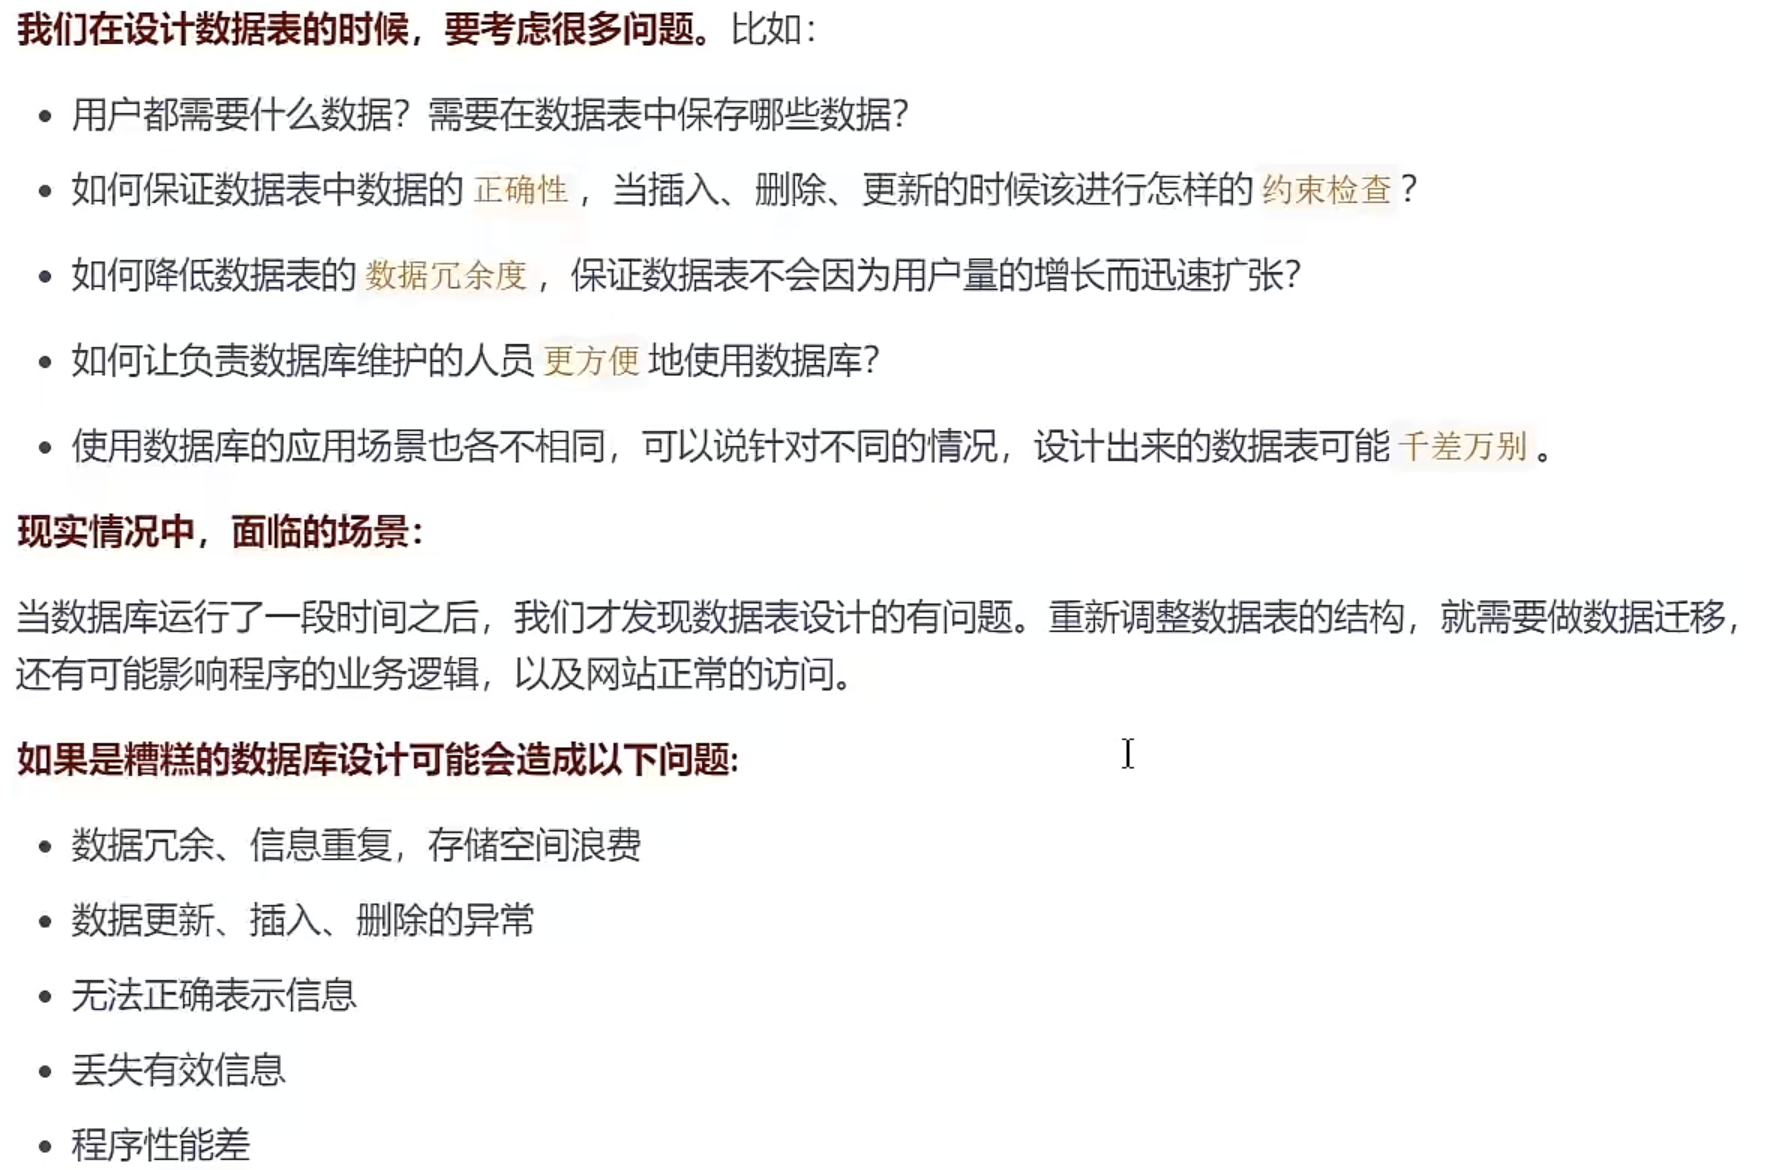 我们在设计数据表的时候，要考虑很多问题。比如：
• 用户都需要什么数据？需要在数据表中保存哪些数据？
• 如何保证数据表中数据的 正确性 ，当插入、删除、更新的时候该进行怎样的 约束检查 ？
• 如何降低数据表的 数据冗余度 ，保证数据表不会因为用户量的增长而迅速扩张？
• 如何让负责数据库维护的人员 更方便 地使用数据库？
• 使用数据库的应用场景也各不相同，可以说针对不同的情况，设计出来的数据表可能 千差万别 。
现实情况中，面临的场景：
当数据库运行了一段时间之后，我们才发现数据表设计的有问题。重新调整数据表的结构，就需要做数据迁移，
还有可能影响程序的业务逻辑，以及网站正常的访问。
如果是糟糕的数据库设计可能会造成以下问题：
• 数据冗余、信息重复，存储空间浪费
• 数据更新、插入、删除的异常
• 无法正确表示信息
• 丢失有效信息
• 程序性能差